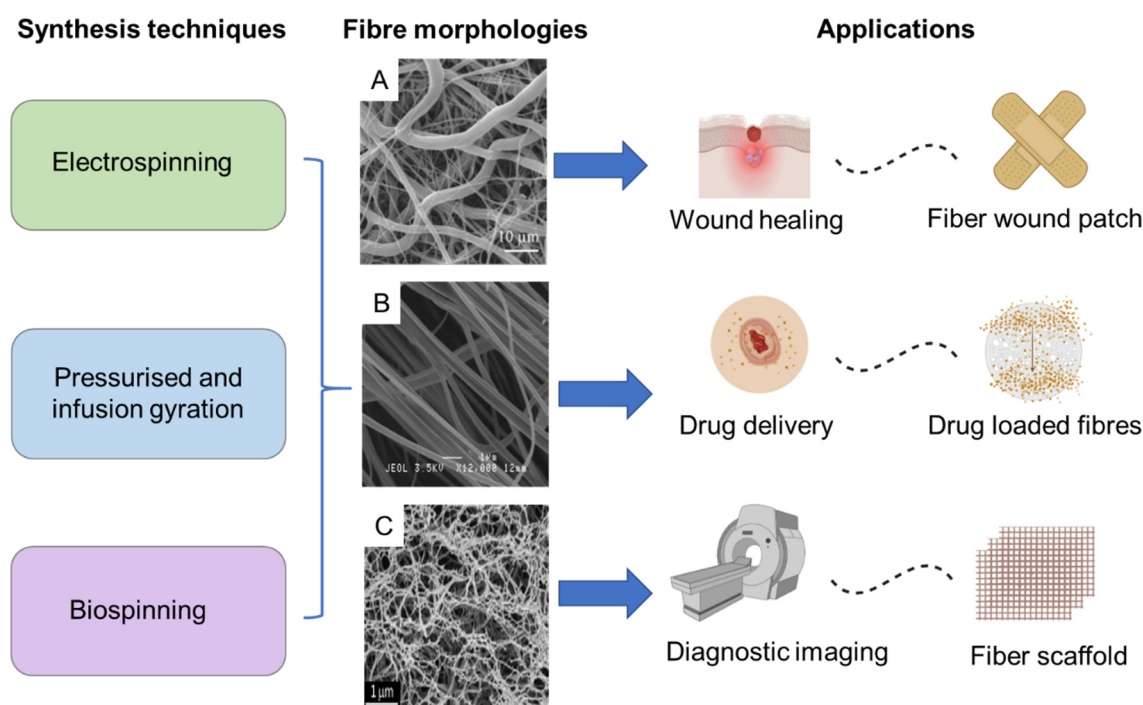 Synthesis techniques
Fibre morphologies
Applications
Electrospinning
Pressurised and
infusion gyration
Biospinning
A
10 μm
B
1μm
JEOL 3.5KV X12,000 12mm
C
1μm
Wound healing
Fiber wound patch
Drug delivery
Drug loaded fibres
Diagnostic imaging
Fiber scaffold